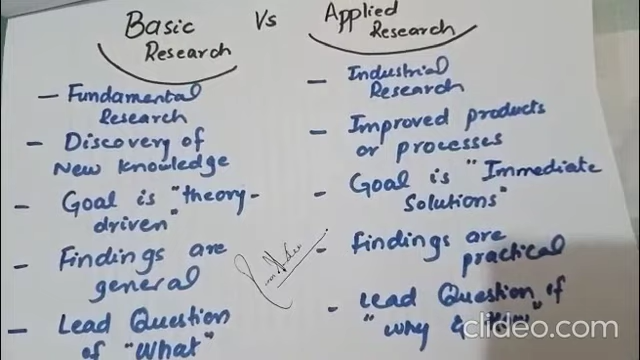 Basic Research
Vs
Applied Research
- Fundamental
Research
- Discovery of
New Knowledge
- Goal is "theory-
driven"
- Findings are
general
- Lead Question
of "What"
- Industrial
Research
- Improved products
or processes
- Goal is "Immediate
Solutions"
- Findings are
practical
- Lead Question of
"why &
clideo.com